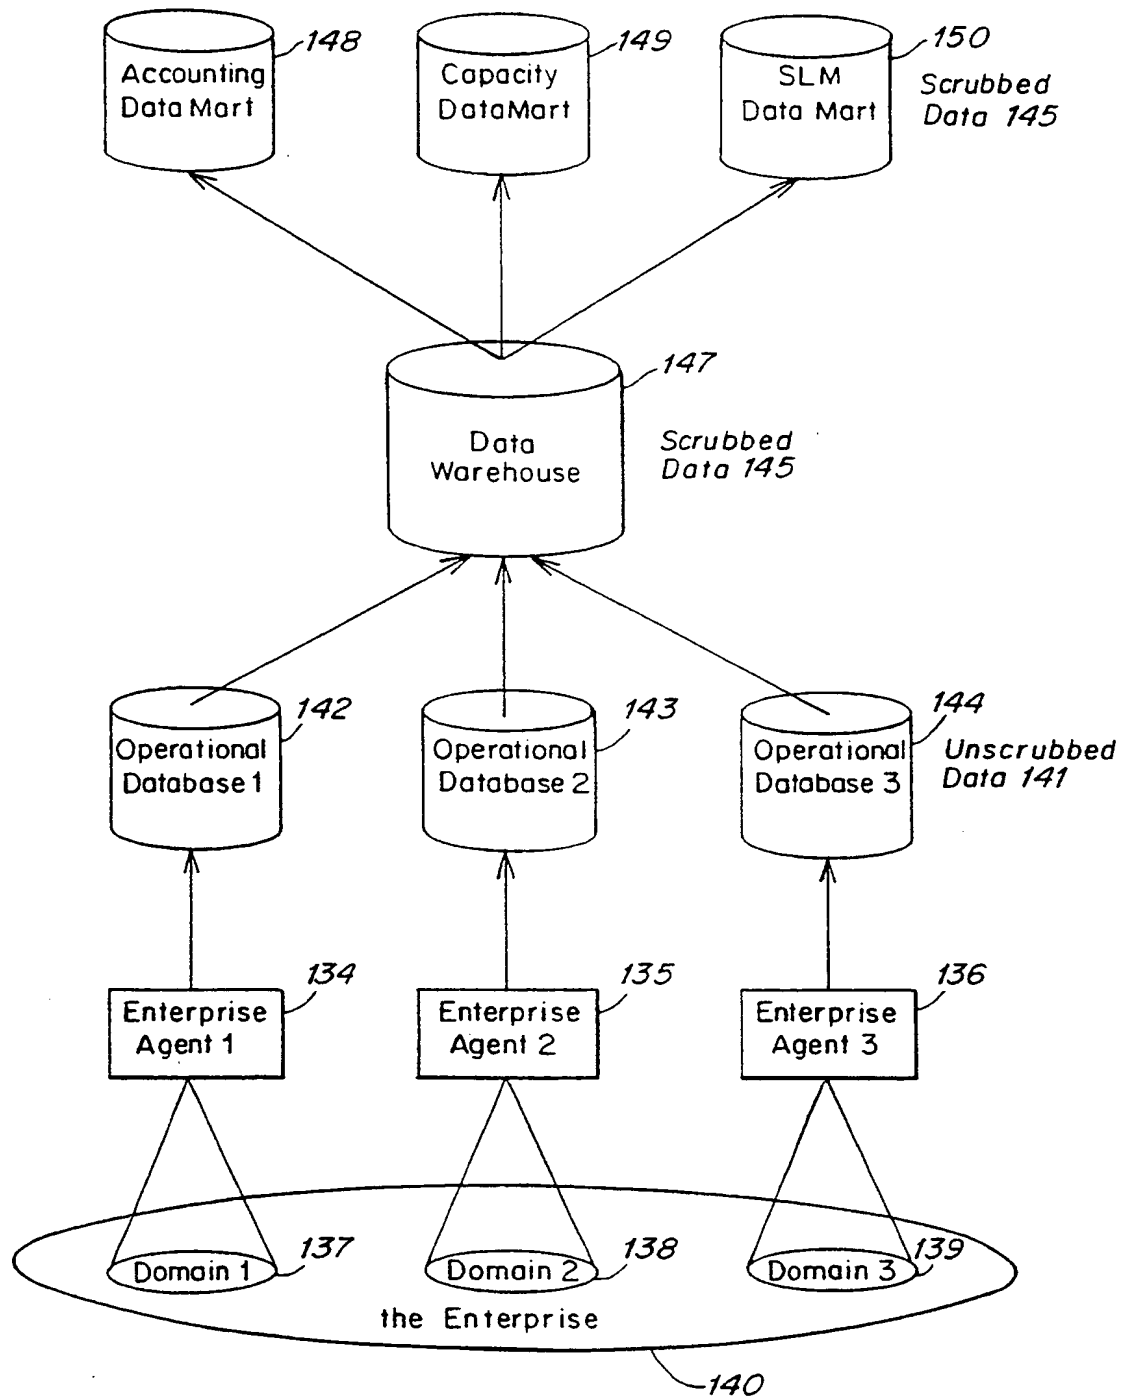 148
149
150
Accounting
Data Mart
Capacity
DataMart
SLM
Data Mart
Scrubbed
Data 145
147
Data
Warehouse
Scrubbed
Data 145
142
143
144
Operational
Database 1
Operational
Database 2
Operational
Database 3
Unscrubbed
Data 141
134
135
136
Enterprise
Agent 1
Enterprise
Agent 2
Enterprise
Agent 3
137
138
139
Domain 1
Domain 2
Domain 3
the Enterprise
140